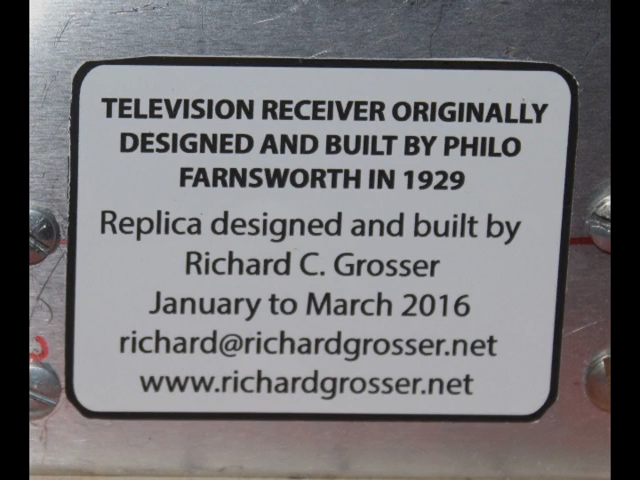 TELEVISION RECEIVER ORIGINALLY
DESIGNED AND BUILT BY PHILO
FARNSWORTH IN 1929
Replica designed and built by
Richard C. Grosser
January to March 2016
richard@richardgrosser.net
www.richardgrosser.net